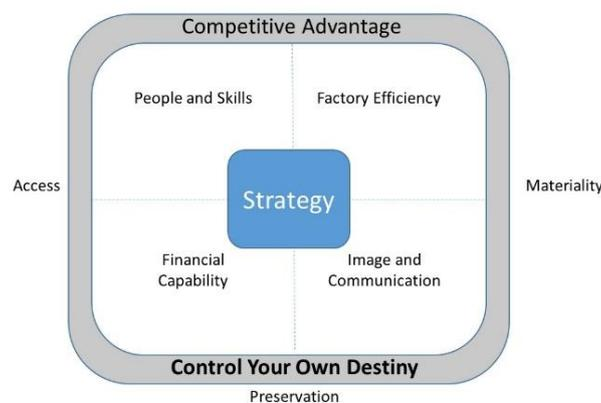 Competitive Advantage
People and Skills
Factory Efficiency
Access
Strategy
Materiality
Financial
Capability
Image and
Communication
Control Your Own Destiny
Preservation